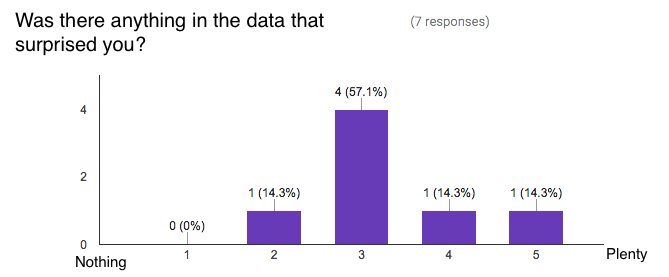 Was there anything in the data that
surprised you?
(7 responses)
4 (57.1%)
4
2
1 (14.3%)
1 (14.3%)
1 (14.3%)
0 (0%)
0
1
2
3
4
5
Nothing
Plenty